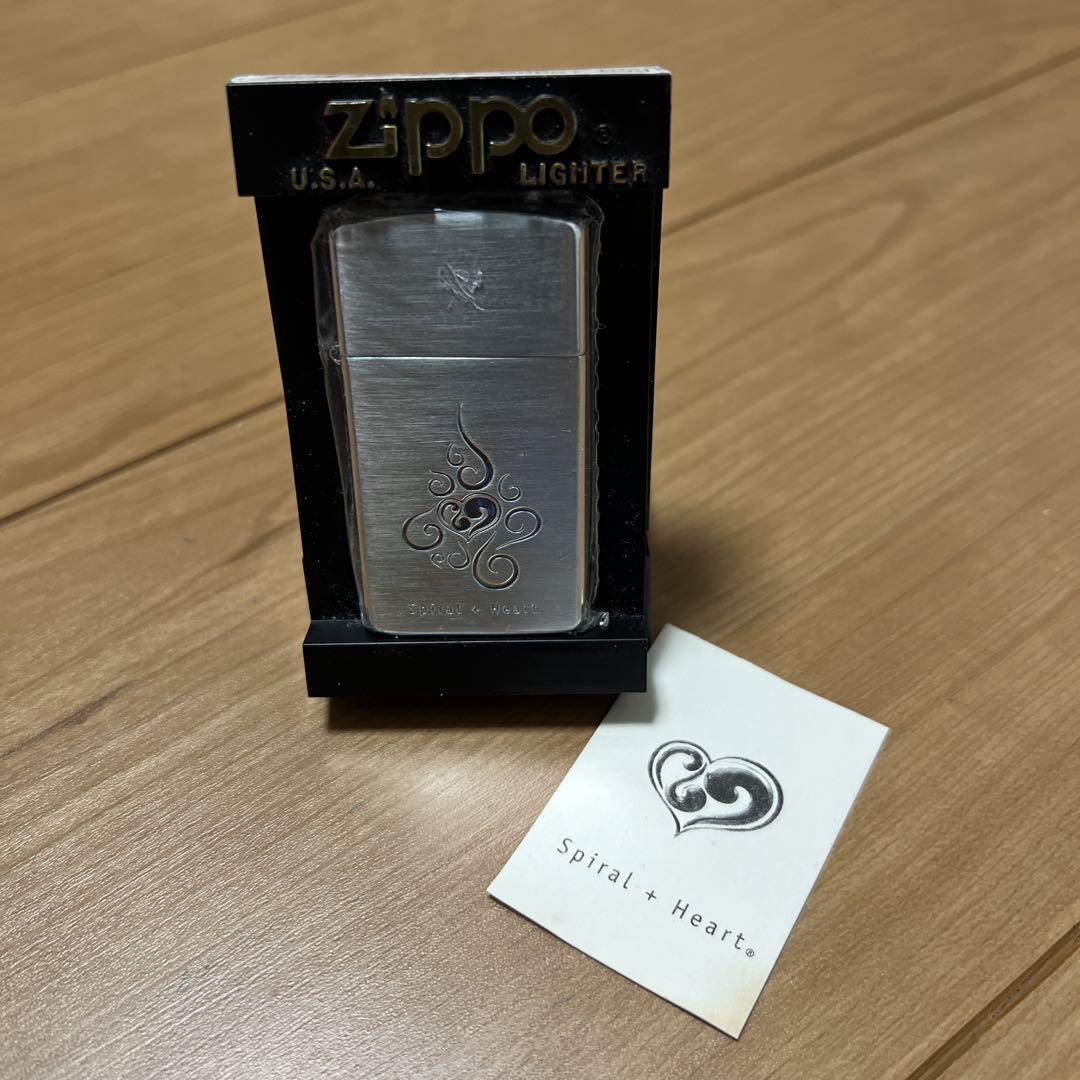 Zippo®
U.S.A. LIGHTER
Spiral + Heart
Spiral + Heart®